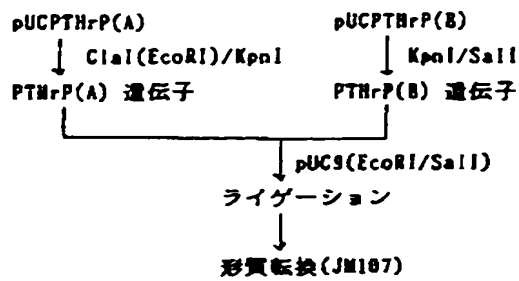 pUCPTHrP(A)
pUCPTHrP(B)
ClaI(EcoRI)/KpnI
KpnI/SalI
PTHrP(A) 遺伝子
PTHrP(B) 遺伝子
pUC9(EcoRI/SalI)
ライゲーション
形質転換(JM107)